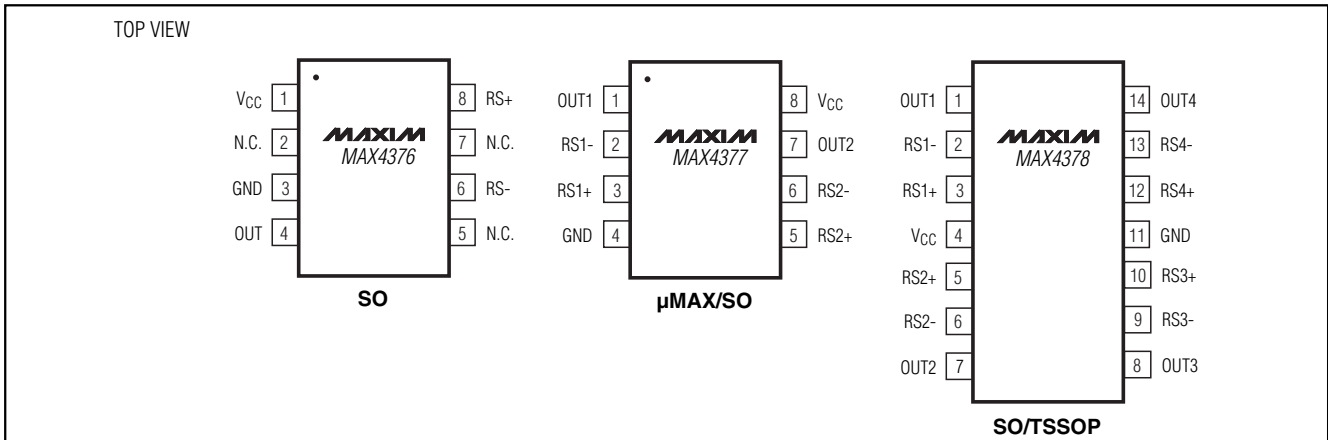 TOP VIEW
VCC 1
N.C. 2
GND 3
OUT 4
8 RS+
7 N.C.
6 RS-
5 N.C.
MAXIM
MAX4376
SO
OUT1 1
RS1- 2
RS1+ 3
GND 4
8 VCC
7 OUT2
6 RS2-
5 RS2+
MAXIM
MAX4377
µMAX/SO
OUT1 1
RS1- 2
RS1+ 3
VCC 4
RS2+ 5
RS2- 6
OUT2 7
14 OUT4
13 RS4-
12 RS4+
11 GND
10 RS3+
9 RS3-
8 OUT3
MAXIM
MAX4378
SO/TSSOP